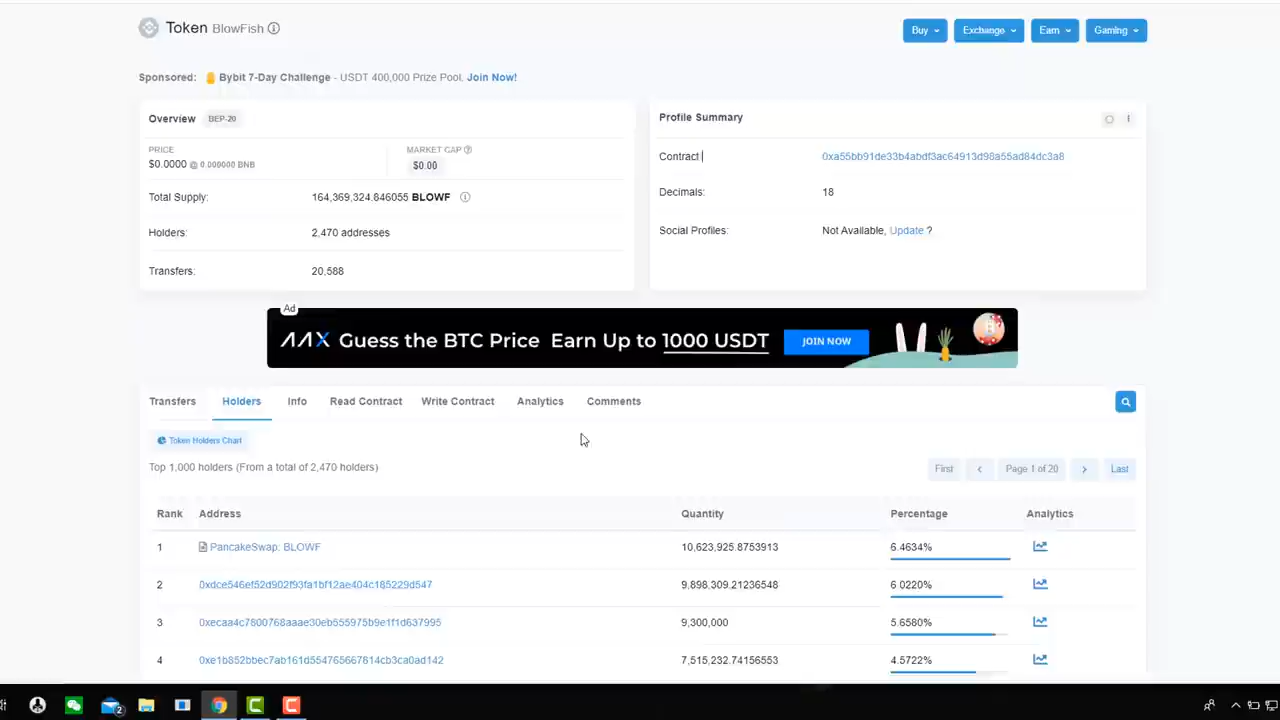 Token BlowFish
Buy Exchange Earn Gaming
Sponsored: Bybit 7-Day Challenge - USDT 400,000 Prize Pool. Join Now!
Overview BEP-20
PRICE
$0.0000 @ 0.000000 BNB
MARKET CAP
$0.00
Total Supply: 164,369,324.846055 BLOWF
Holders: 2,470 addresses
Transfers: 20,588
Profile Summary
Contract 0xa55bb91de33b4abdf3ac64913d98a55ad84dc3a8
Decimals: 18
Social Profiles: Not Available, Update ?
Ad
AAX Guess the BTC Price Earn Up to 1000 USDT JOIN NOW
Transfers Holders Info Read Contract Write Contract Analytics Comments
Token Holders Chart
Top 1,000 holders (From a total of 2,470 holders)
First Page 1 of 20 Last
Rank Address Quantity Percentage Analytics
1 PancakeSwap: BLOWF 10,623,925.8753913 6.4634%
2 0xdce546ef52d902f93fa1bf12ae404c185229d547 9,898,309.21236548 6.0220%
3 0xecaa4c7800768aaae30eb555975b9e1f1d637995 9,300,000 5.6580%
4 0xe1b852bbec7ab161d554765667814cb3ca0ad142 7,515,232.74156553 4.5722%
2